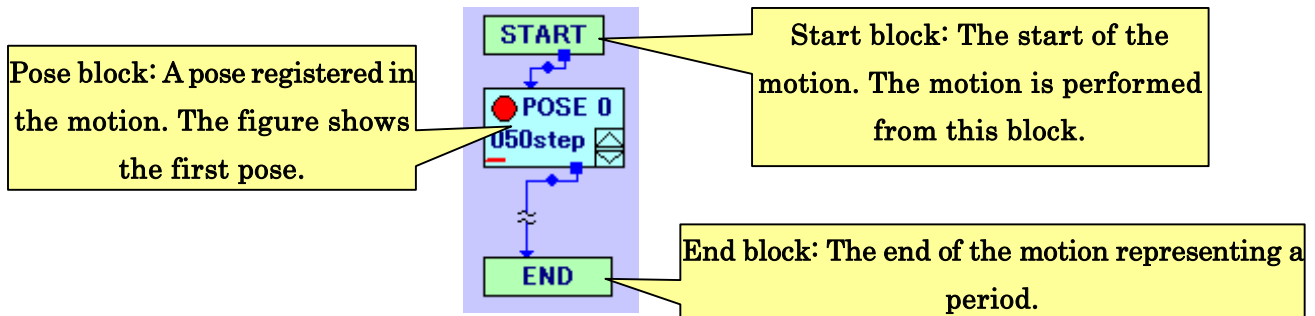 START
Start block: The start of the
motion. The motion is performed
from this block.
Pose block: A pose registered in
the motion. The figure shows
the first pose.
POSE 0
050step
END
End block: The end of the motion representing a
period.